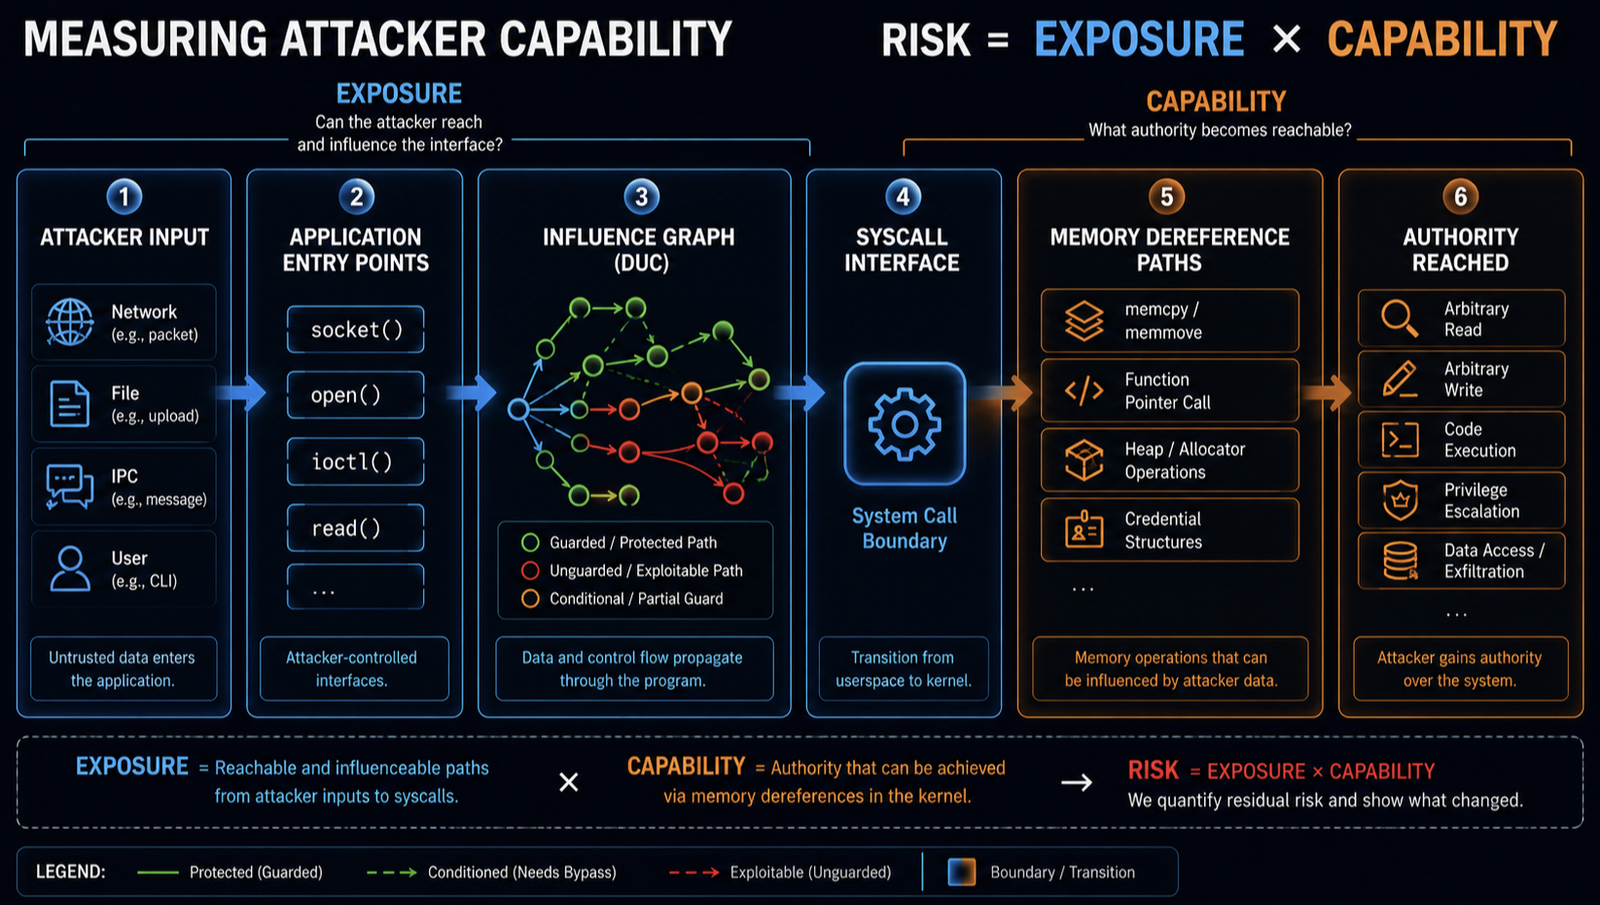 MEASURING ATTACKER CAPABILITY
RISK = EXPOSURE × CAPABILITY
EXPOSURE
Can the attacker reach
and influence the interface?
CAPABILITY
What authority becomes reachable?
1
ATTACKER INPUT
Network
(e.g., packet)
File
(e.g., upload)
IPC
(e.g., message)
User
(e.g., CLI)
Untrusted data enters
the application.
2
APPLICATION
ENTRY POINTS
socket()
open()
ioctl()
read()
...
Attacker-controlled
interfaces.
3
INFLUENCE GRAPH
(DUC)
Guarded / Protected Path
Unguarded / Exploitable Path
Conditional / Partial Guard
Data and control flow propagate
through the program.
4
SYSCALL
INTERFACE
System Call
Boundary
Transition from
userspace to kernel.
5
MEMORY DEREFERENCE
PATHS
memcpy /
memmove
Function
Pointer Call
Heap / Allocator
Operations
Credential
Structures
...
Memory operations that can
be influenced by attacker data.
6
AUTHORITY
REACHED
Arbitrary
Read
Arbitrary
Write
Code
Execution
Privilege
Escalation
Data Access /
Exfiltration
...
Attacker gains authority
over the system.
EXPOSURE = Reachable and influenceable paths
from attacker inputs to syscalls.
×
CAPABILITY = Authority that can be achieved
via memory dereferences in the kernel.
→
RISK = EXPOSURE × CAPABILITY
We quantify residual risk and show what changed.
LEGEND:
Protected (Guarded)
Conditioned (Needs Bypass)
Exploitable (Unguarded)
Boundary / Transition